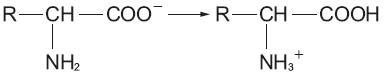 R—CH—COO⁻ → R—CH—COOH
NH₂ NH₃⁺